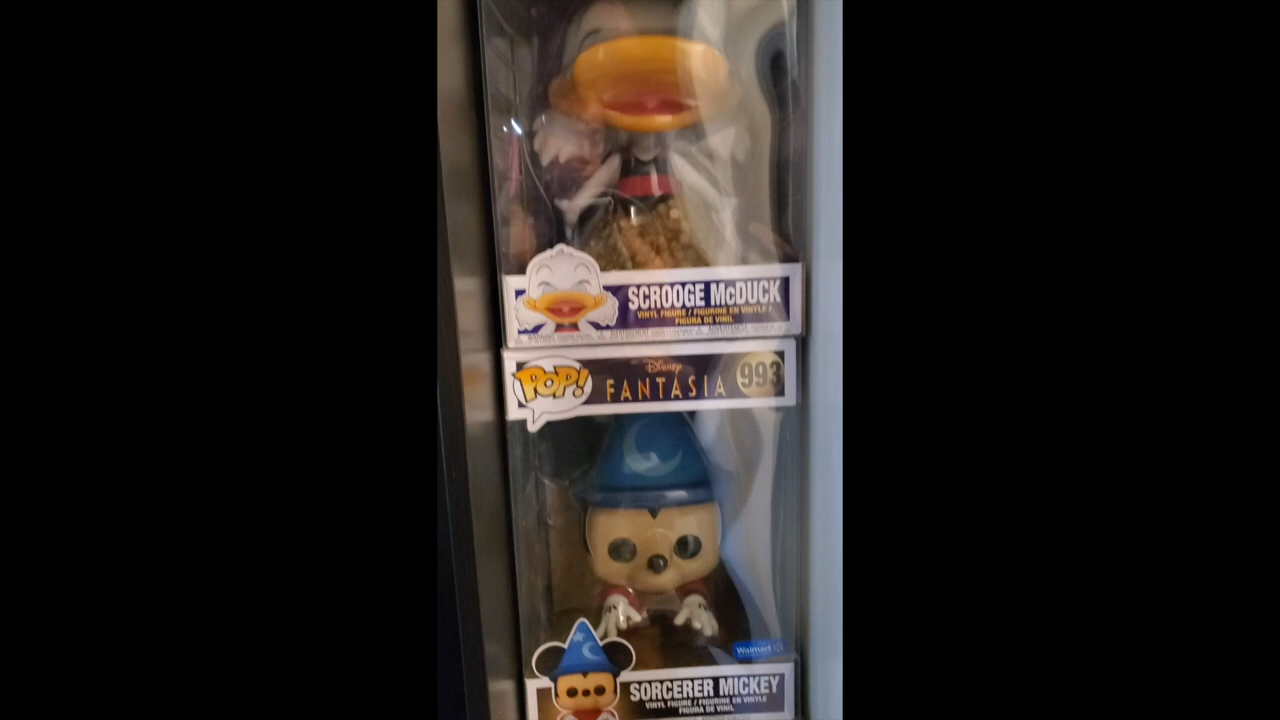 SCROOGE McDUCK
VINYL FIGURE / FIGURINE EN VINYLE /
FIGURA DE VINIL
POP!
Disney
FANTASIA
993
Walmart
SORCERER MICKEY
VINYL FIGURE / FIGURINE EN VINYLE
FIGURA DE VINIL